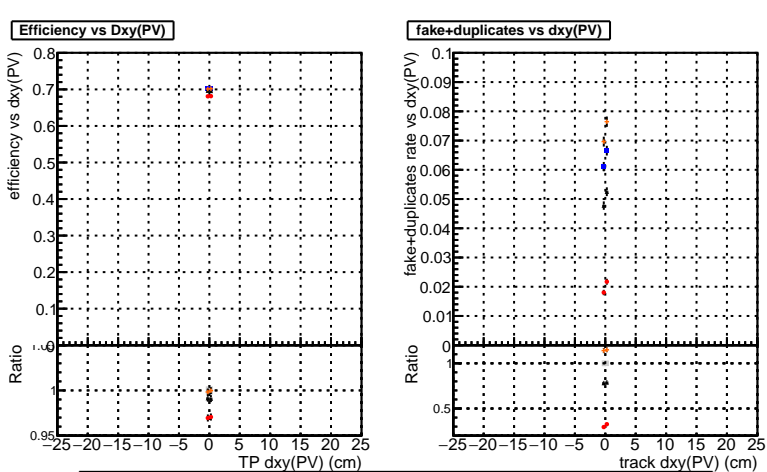 Efficiency vs Dxy(PV)
efficiency vs dxy(PV)
0.8
0.7
0.6
0.5
0.4
0.3
0.2
0.1
0
Ratio
1
0.95
−25 −20 −15 −10 −5 0 5 10 15 20 25
TP dxy(PV) (cm)
fake+duplicates vs dxy(PV)
fake+duplicates rate vs dxy(PV)
0.1
0.09
0.08
0.07
0.06
0.05
0.04
0.03
0.02
0.01
0
Ratio
1
0.5
−25 −20 −15 −10 −5 0 5 10 15 20 25
track dxy(PV) (cm)